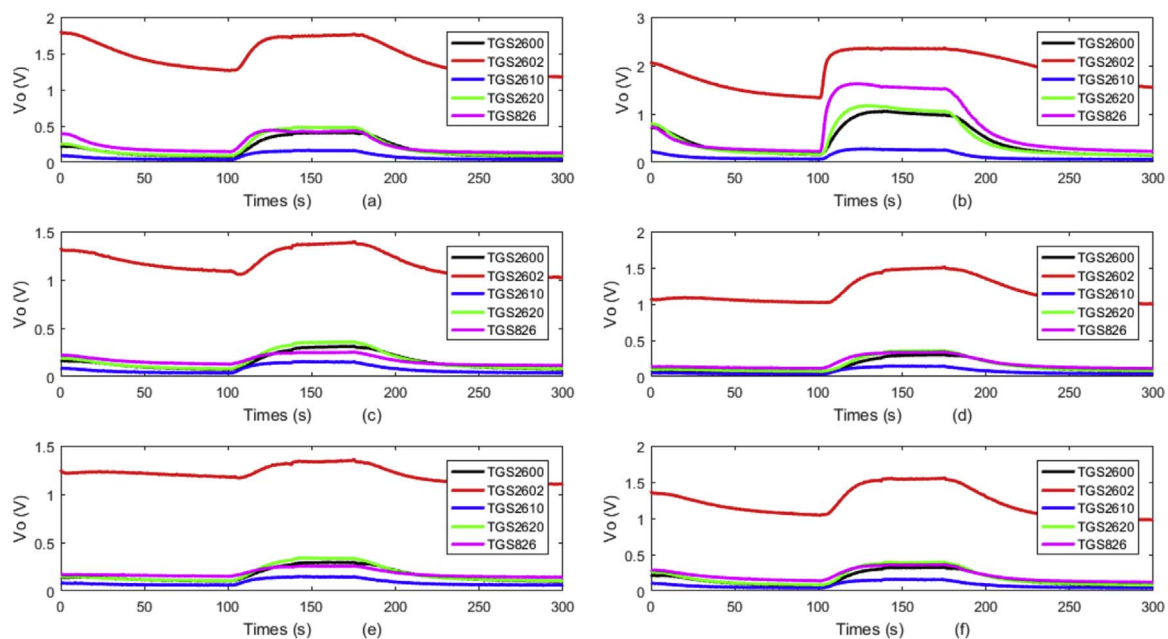 2
1.5
1
0.5
0
Vo (V)
TGS2600
TGS2602
TGS2610
TGS2620
TGS826
0 50 100 150 200 250 300
Times (s) (a)
3
2
1
0
Vo (V)
TGS2600
TGS2602
TGS2610
TGS2620
TGS826
0 50 100 150 200 250 300
Times (s) (b)
1.5
1
0.5
0
Vo (V)
TGS2600
TGS2602
TGS2610
TGS2620
TGS826
0 50 100 150 200 250 300
Times (s) (c)
2
1.5
1
0.5
0
Vo (V)
TGS2600
TGS2602
TGS2610
TGS2620
TGS826
0 50 100 150 200 250 300
Times (s) (d)
1.5
1
0.5
0
Vo (V)
TGS2600
TGS2602
TGS2610
TGS2620
TGS826
0 50 100 150 200 250 300
Times (s) (e)
2
1.5
1
0.5
0
Vo (V)
TGS2600
TGS2602
TGS2610
TGS2620
TGS826
0 50 100 150 200 250 300
Times (s) (f)